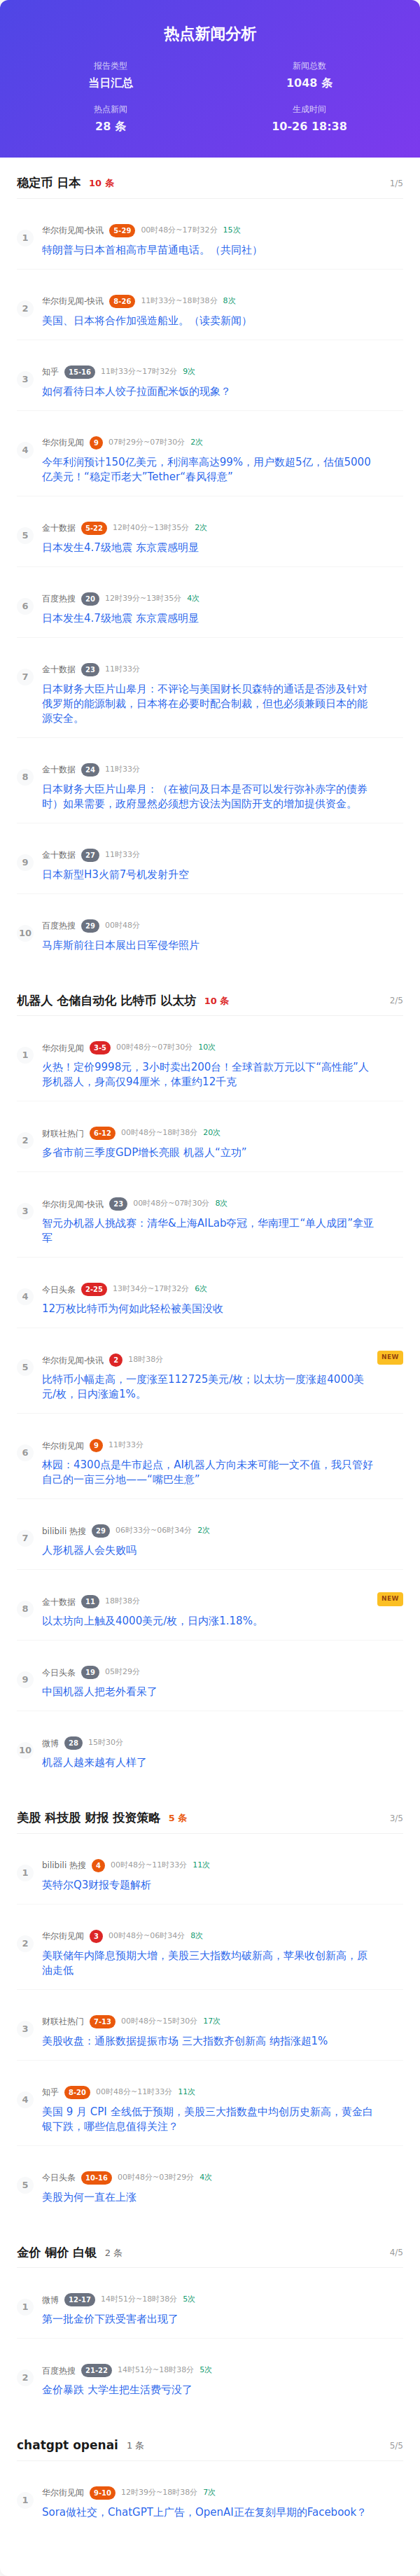 热点新闻分析
报告类型
当日汇总
新闻总数
1048 条
热点新闻
28 条
生成时间
10-26 18:38
稳定币 日本 10 条 1/5
1
华尔街见闻-快讯 5-29 00时48分~17时32分 15次
特朗普与日本首相高市早苗通电话。（共同社）
2
华尔街见闻-快讯 8-26 11时33分~18时38分 8次
美国、日本将合作加强造船业。（读卖新闻）
3
知乎 15-16 11时33分~17时32分 9次
如何看待日本人饺子拉面配米饭的现象？
4
华尔街见闻 9 07时29分~07时30分 2次
今年利润预计150亿美元，利润率高达99%，用户数超5亿，估值5000
亿美元！“稳定币老大”Tether“春风得意”
5
金十数据 5-22 12时40分~13时35分 2次
日本发生4.7级地震 东京震感明显
6
百度热搜 20 12时39分~13时35分 4次
日本发生4.7级地震 东京震感明显
7
金十数据 23 11时33分
日本财务大臣片山皋月：不评论与美国财长贝森特的通话是否涉及针对
俄罗斯的能源制裁，日本将在必要时配合制裁，但也必须兼顾日本的能
源安全。
8
金十数据 24 11时33分
日本财务大臣片山皋月：（在被问及日本是否可以发行弥补赤字的债券
时）如果需要，政府显然必须想方设法为国防开支的增加提供资金。
9
金十数据 27 11时33分
日本新型H3火箭7号机发射升空
10
百度热搜 29 00时48分
马库斯前往日本展出日军侵华照片
机器人 仓储自动化 比特币 以太坊 10 条 2/5
1
华尔街见闻 3-5 00时48分~07时30分 10次
火热！定价9998元，3小时卖出200台！全球首款万元以下“高性能”人
形机器人，身高仅94厘米，体重约12千克
2
财联社热门 6-12 00时48分~18时38分 20次
多省市前三季度GDP增长亮眼 机器人“立功”
3
华尔街见闻-快讯 23 00时48分~07时30分 8次
智元办机器人挑战赛：清华&上海AILab夺冠，华南理工“单人成团”拿亚
军
4
今日头条 2-25 13时34分~17时32分 6次
12万枚比特币为何如此轻松被美国没收
5
华尔街见闻-快讯 2 18时38分 NEW
比特币小幅走高，一度涨至112725美元/枚；以太坊一度涨超4000美
元/枚，日内涨逾1%。
6
华尔街见闻 9 11时33分
林园：4300点是牛市起点，AI机器人方向未来可能一文不值，我只管好
自己的一亩三分地——“嘴巴生意”
7
bilibili 热搜 29 06时33分~06时34分 2次
人形机器人会失败吗
8
金十数据 11 18时38分 NEW
以太坊向上触及4000美元/枚，日内涨1.18%。
9
今日头条 19 05时29分
中国机器人把老外看呆了
10
微博 28 15时30分
机器人越来越有人样了
美股 科技股 财报 投资策略 5 条 3/5
1
bilibili 热搜 4 00时48分~11时33分 11次
英特尔Q3财报专题解析
2
华尔街见闻 3 00时48分~06时34分 8次
美联储年内降息预期大增，美股三大指数均破新高，苹果收创新高，原
油走低
3
财联社热门 7-13 00时48分~15时30分 17次
美股收盘：通胀数据提振市场 三大指数齐创新高 纳指涨超1%
4
知乎 8-20 00时48分~11时33分 11次
美国 9 月 CPI 全线低于预期，美股三大指数盘中均创历史新高，黄金白
银下跌，哪些信息值得关注？
5
今日头条 10-16 00时48分~03时29分 4次
美股为何一直在上涨
金价 铜价 白银 2 条 4/5
1
微博 12-17 14时51分~18时38分 5次
第一批金价下跌受害者出现了
2
百度热搜 21-22 14时51分~18时38分 5次
金价暴跌 大学生把生活费亏没了
chatgpt openai 1 条 5/5
1
华尔街见闻 9-10 12时39分~18时38分 7次
Sora做社交，ChatGPT上广告，OpenAI正在复刻早期的Facebook？